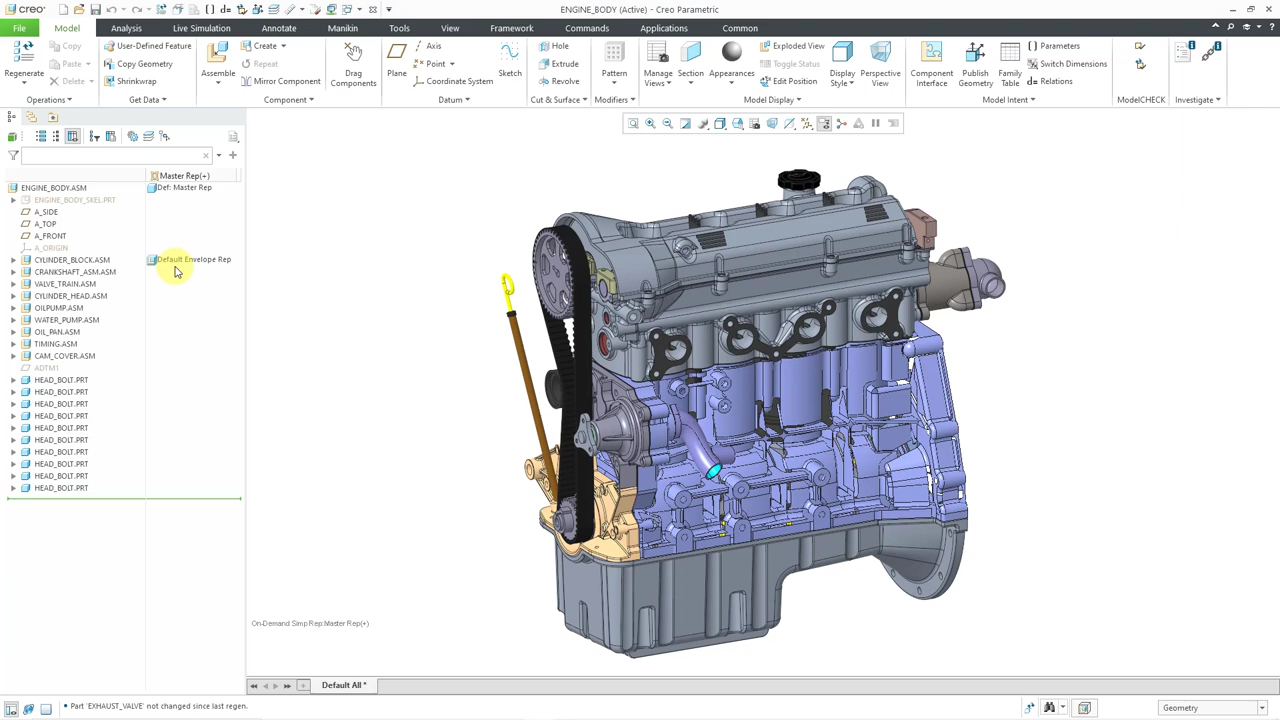 creo
ENGINE_BODY (Active) - Creo Parametric
File Model Analysis Live Simulation Annotate Manikin Tools View Framework Commands Applications Common
Regenerate
Copy
Paste
Delete
Operations
User-Defined Feature
Copy Geometry
Shrinkwrap
Get Data
Assemble
Create
Repeat
Mirror Component
Drag Components
Component
Plane
Axis
Point
Coordinate System
Sketch
Datum
Hole
Extrude
Revolve
Cut & Surface
Pattern
Modifiers
Manage Views
Section
Appearances
Exploded View
Toggle Status
Edit Position
Display Style
Perspective View
Model Display
Component Interface
Publish Geometry
Family Table
Parameters
Switch Dimensions
Relations
Model Intent
ModelCHECK
Investigate
Master Rep(+)
ENGINE_BODY.ASM Def: Master Rep
ENGINE_BODY_SKEL.PRT
A_SIDE
A_TOP
A_FRONT
A_ORIGIN
CYLINDER_BLOCK.ASM Default Envelope Rep
CRANKSHAFT_ASM.ASM
VALVE_TRAIN.ASM
CYLINDER_HEAD.ASM
OILPUMP.ASM
WATER_PUMP.ASM
OIL_PAN.ASM
TIMING.ASM
CAM_COVER.ASM
ADTM1
HEAD_BOLT.PRT
HEAD_BOLT.PRT
HEAD_BOLT.PRT
HEAD_BOLT.PRT
HEAD_BOLT.PRT
HEAD_BOLT.PRT
HEAD_BOLT.PRT
HEAD_BOLT.PRT
HEAD_BOLT.PRT
HEAD_BOLT.PRT
On-Demand Simp Rep:Master Rep(+)
Default All *
• Part 'EXHAUST_VALVE' not changed since last regen.
Geometry